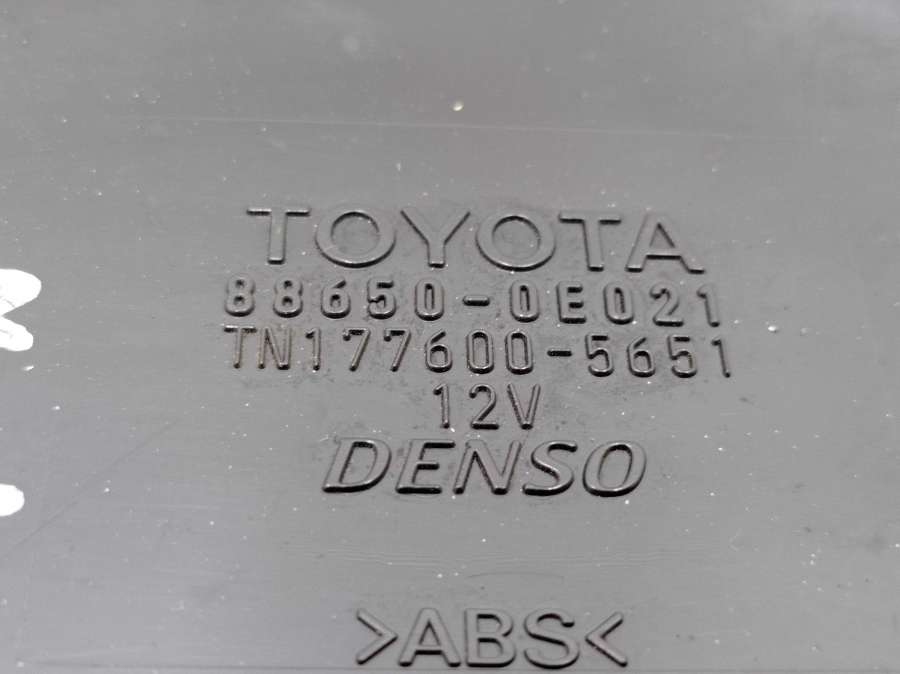 TOYOTA
88650-0E021
TN177600-5651
12V
DENSO
>ABS<